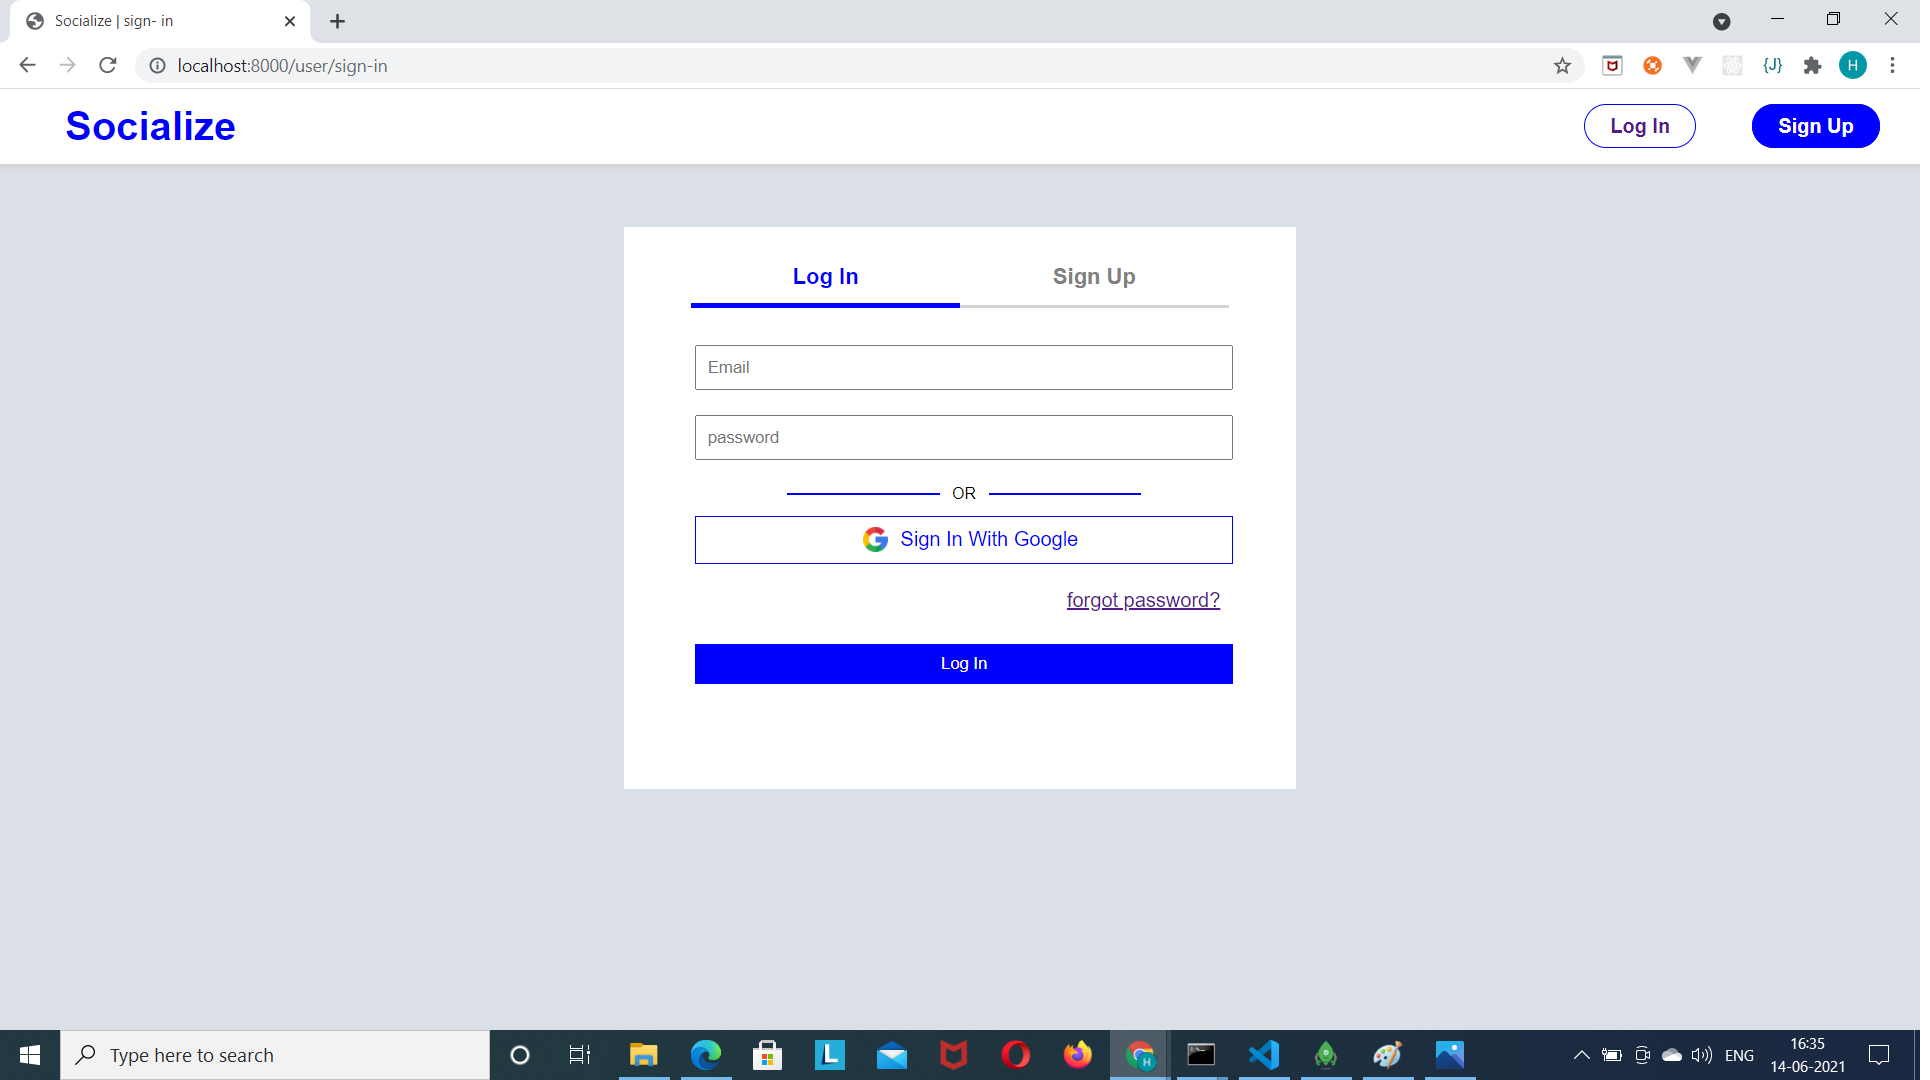 Socialize | sign- in
localhost:8000/user/sign-in
{J}
H
Socialize
Log In
Sign Up
Log In
Sign Up
Email
password
OR
Sign In With Google
forgot password?
Log In
Type here to search
L
H
ENG
16:35
14-06-2021